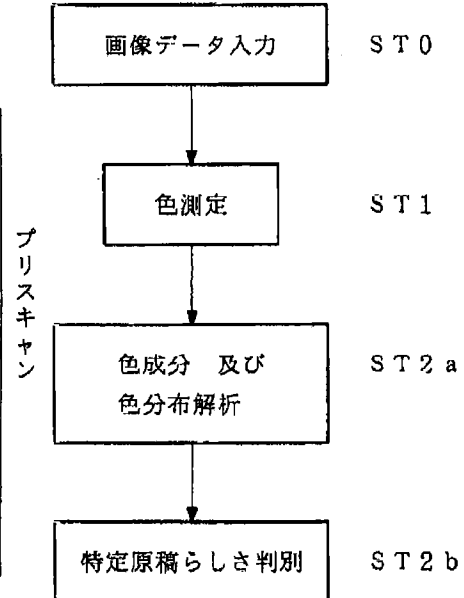 画像データ入力 ST0
色測定 ST1
プリスキャン
色成分 及び ST2a
色分布解析
特定原稿らしさ判別 ST2b